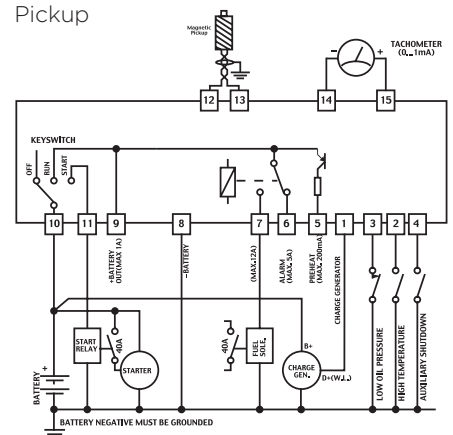 Pickup
Magnetic
Pickup
TACHOMETER
(0...1mA)
- +
12 13 14 15
KEYSWITCH
OFF
RUN
START
10 11 9 8 7 6 5 1 3 2 4
+BATTERY
OUT(MAX 1A)
-BATTERY
(MAX.12A)
ALARM
(MAX. 5A)
PREHEAT
(MAX. 200mA)
CHARGE GENERATOR
LOW OIL PRESSURE
HIGH TEMPERATURE
AUXILIARY SHUTDOWN
START
RELAY
40A
STARTER
40A
FUEL
SOLE.
B+
CHARGE
GEN.
D+(W.L)
+
BATTERY
BATTERY NEGATIVE MUST BE GROUNDED